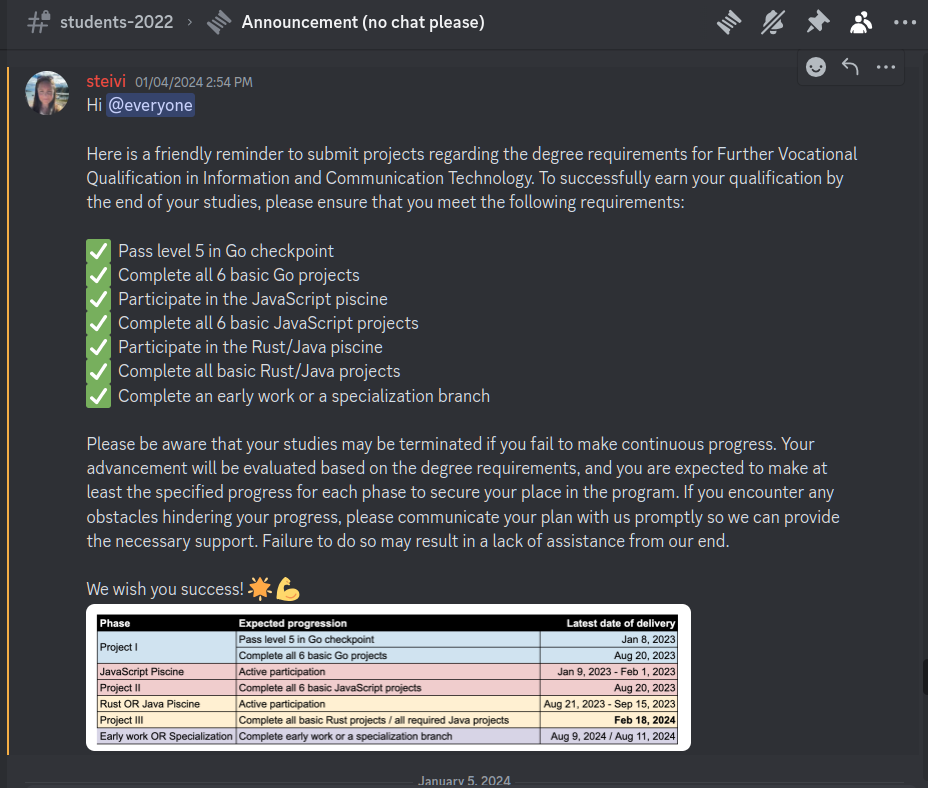 students-2022 › Announcement (no chat please)
steivi 01/04/2024 2:54 PM
Hi @everyone
Here is a friendly reminder to submit projects regarding the degree requirements for Further Vocational
Qualification in Information and Communication Technology. To successfully earn your qualification by
the end of your studies, please ensure that you meet the following requirements:
✅ Pass level 5 in Go checkpoint
✅ Complete all 6 basic Go projects
✅ Participate in the JavaScript piscine
✅ Complete all 6 basic JavaScript projects
✅ Participate in the Rust/Java piscine
✅ Complete all basic Rust/Java projects
✅ Complete an early work or a specialization branch
Please be aware that your studies may be terminated if you fail to make continuous progress. Your
advancement will be evaluated based on the degree requirements, and you are expected to make at
least the specified progress for each phase to secure your place in the program. If you encounter any
obstacles hindering your progress, please communicate your plan with us promptly so we can provide
the necessary support. Failure to do so may result in a lack of assistance from our end.
We wish you success! 🌟 💪
Phase Expected progression Latest date of delivery
Project I Pass level 5 in Go checkpoint Jan 8, 2023
Complete all 6 basic Go projects Aug 20, 2023
JavaScript Piscine Active participation Jan 9, 2023 - Feb 1, 2023
Project II Complete all 6 basic JavaScript projects Aug 20, 2023
Rust OR Java Piscine Active participation Aug 21, 2023 - Sep 15, 2023
Project III Complete all basic Rust projects / all required Java projects Feb 18, 2024
Early work OR Specialization Complete early work or a specialization branch Aug 9, 2024 / Aug 11, 2024
January 5, 2024